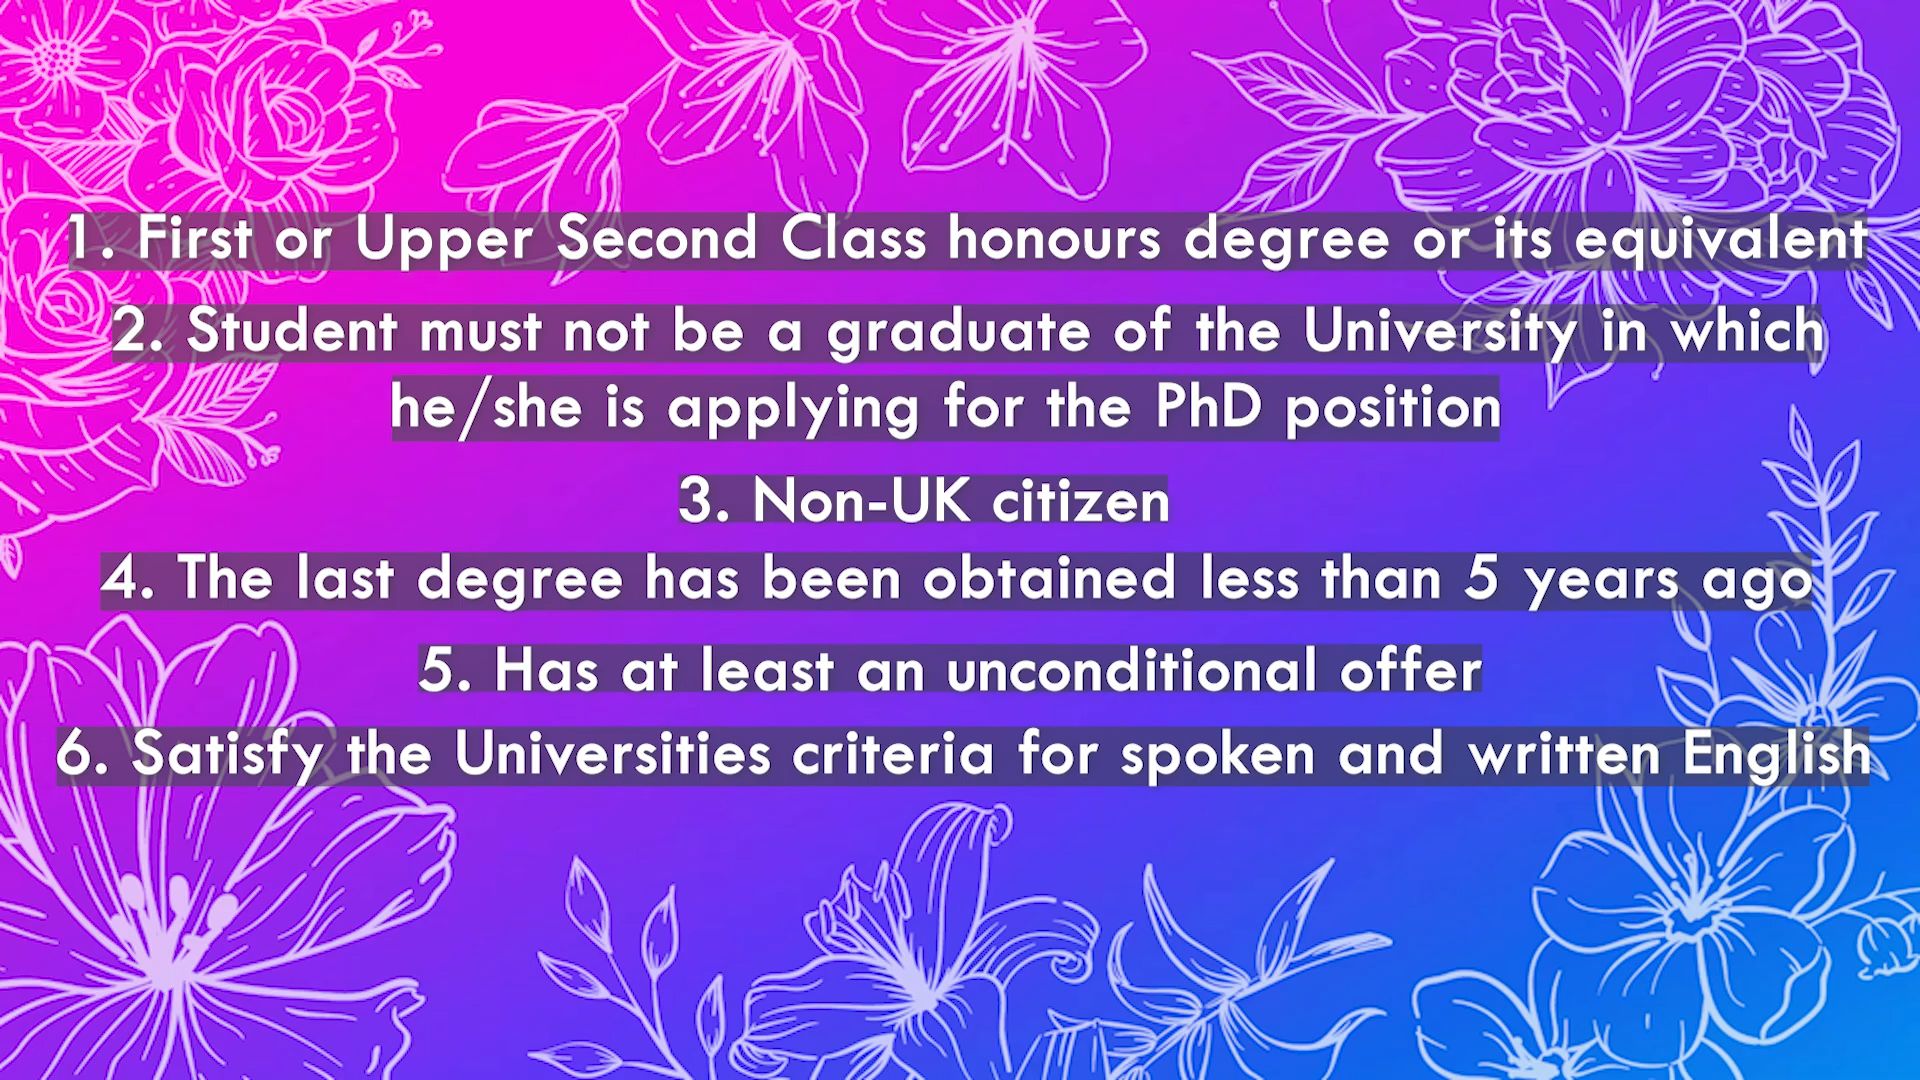 1. First or Upper Second Class honours degree or its equivalent
2. Student must not be a graduate of the University in which
he/she is applying for the PhD position
3. Non-UK citizen
4. The last degree has been obtained less than 5 years ago
5. Has at least an unconditional offer
6. Satisfy the Universities criteria for spoken and written English